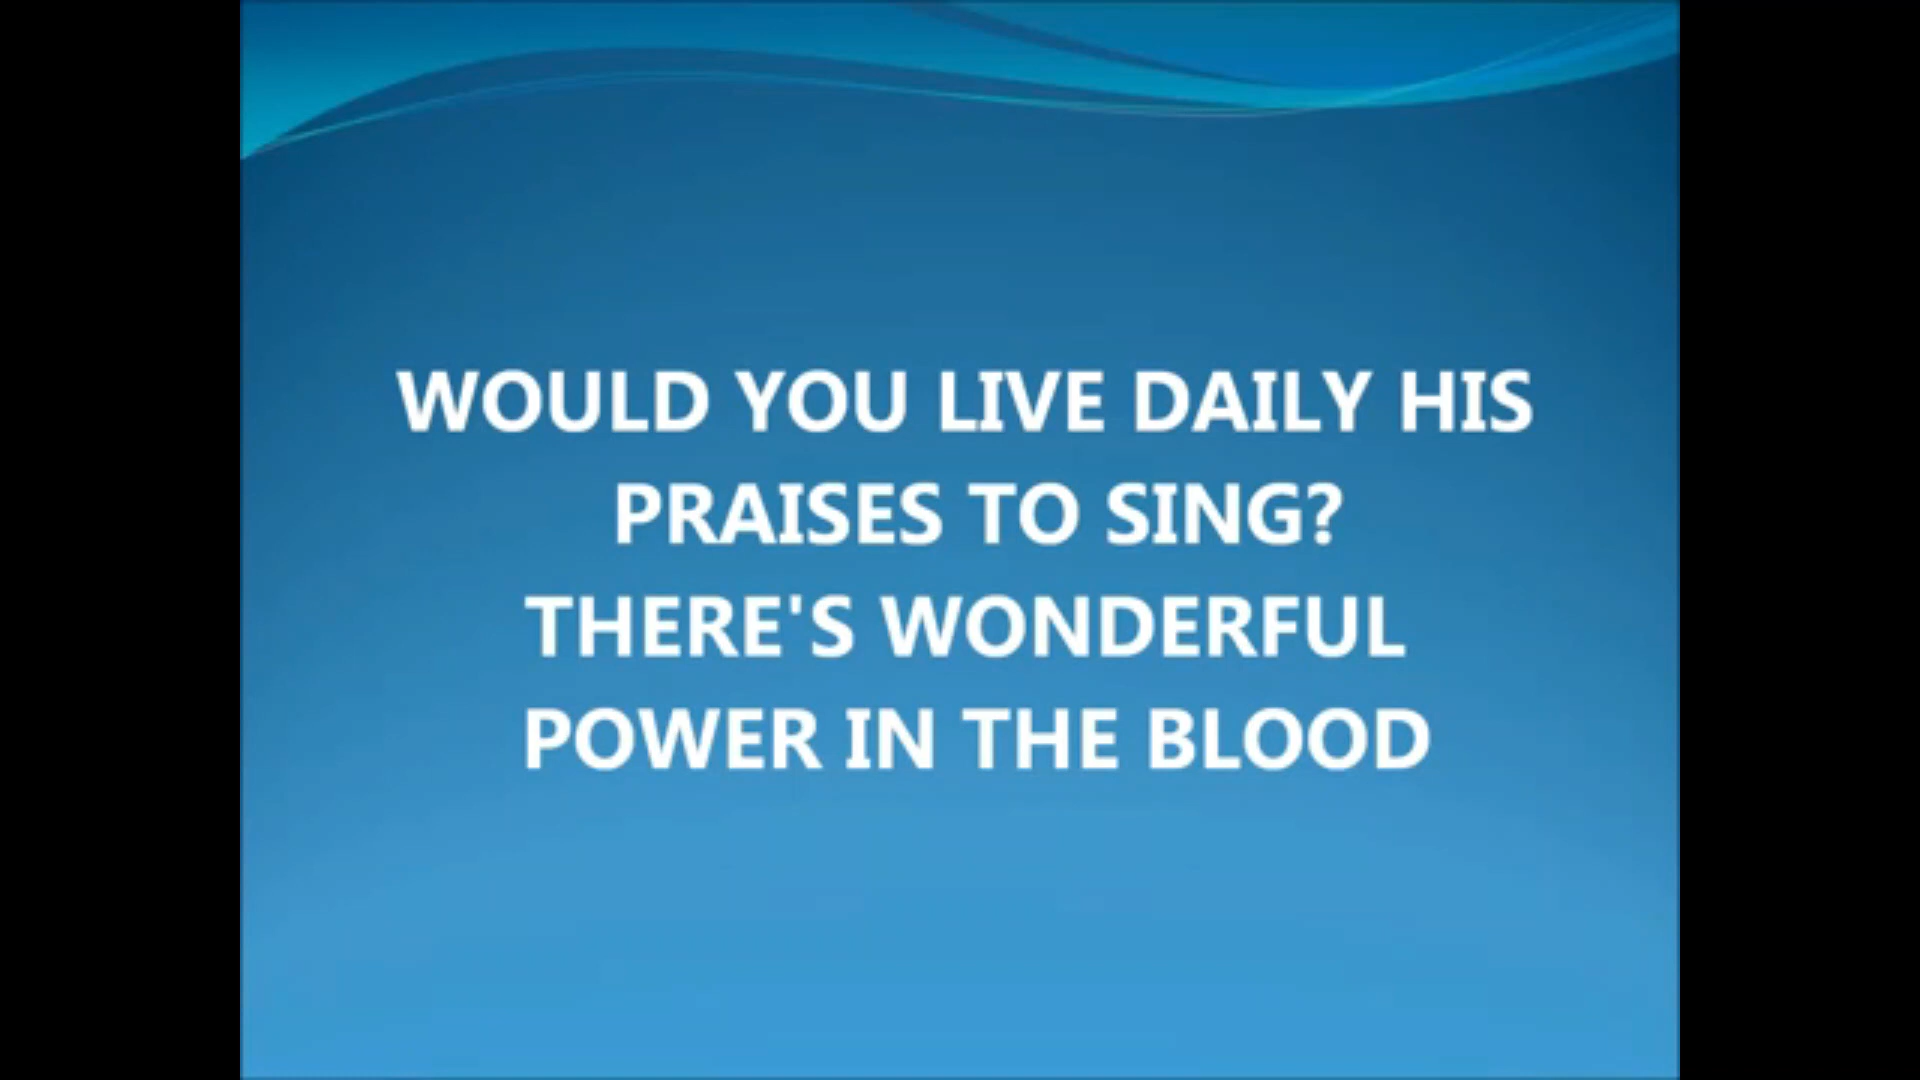 WOULD YOU LIVE DAILY HIS
PRAISES TO SING?
THERE'S WONDERFUL
POWER IN THE BLOOD